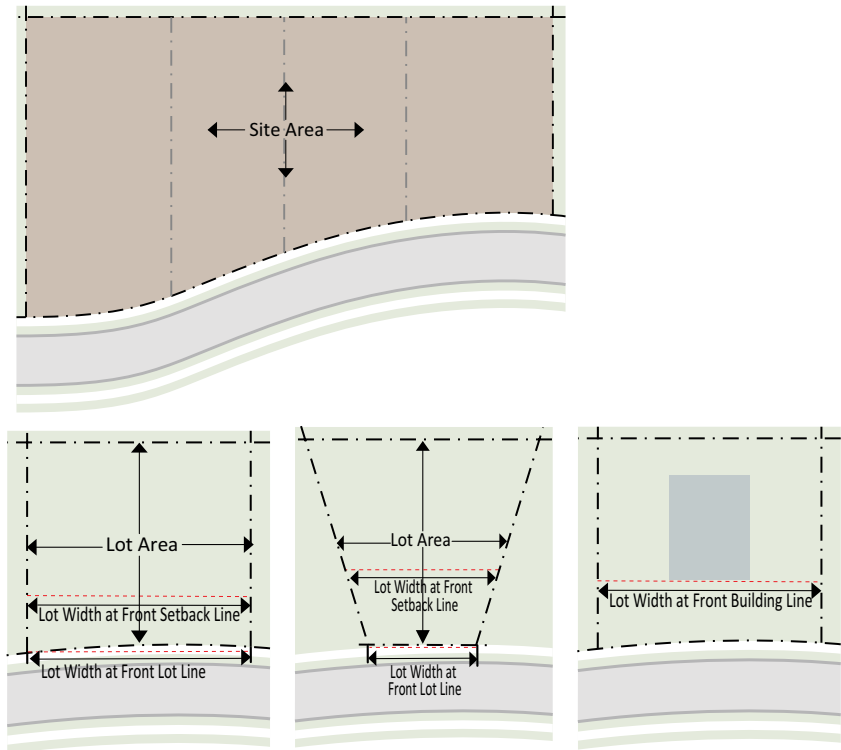 Site Area
Lot Area
Lot Width at Front Setback Line
Lot Width at Front Lot Line
Lot Area
Lot Width at Front
Setback Line
Lot Width at
Front Lot Line
Lot Width at Front Building Line